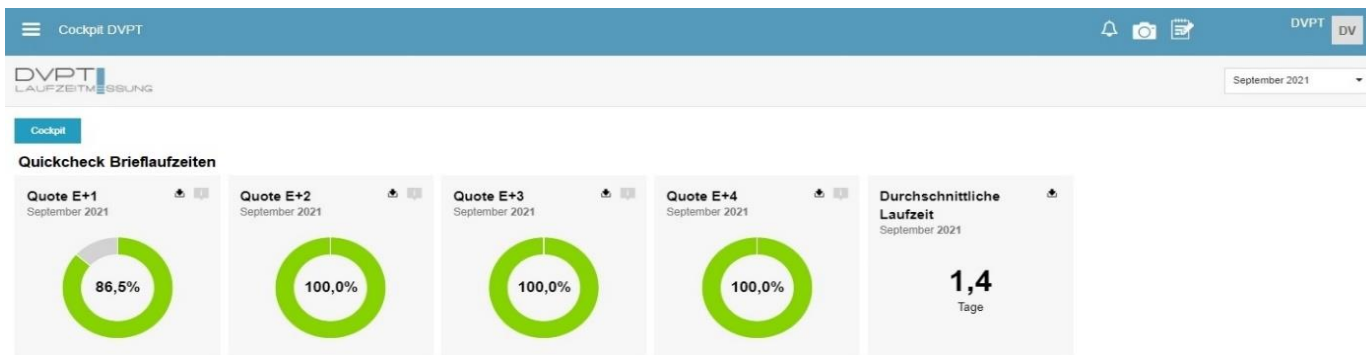 Cockpit DVPT
DVPT
DV
DVPT
LAUFZEITMESSUNG
September 2021
Cockpit
Quickcheck Brieflaufzeiten
Quote E+1
September 2021
86,5%
Quote E+2
September 2021
100,0%
Quote E+3
September 2021
100,0%
Quote E+4
September 2021
100,0%
Durchschnittliche
Laufzeit
September 2021
1,4
Tage